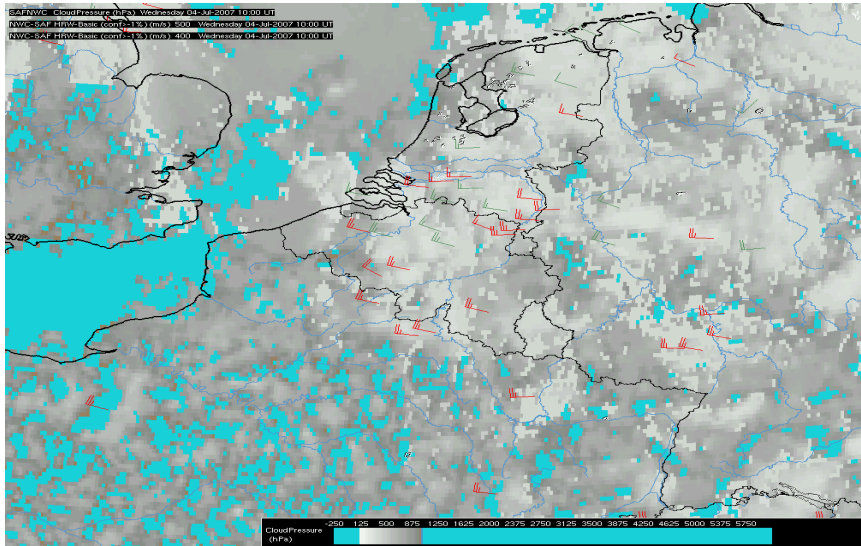 SAFNWC CloudPressure (hPa) Wednesday 04-Jul-2007 10:00 UT
NWC-SAF HRW-Basic (conf>-1%) (m/s) 500 Wednesday 04-Jul-2007 10:00 UT
NWC-SAF HRW-Basic (conf>-1%) (m/s) 400 Wednesday 04-Jul-2007 10:00 UT
-250 125 500 875 1250 1625 2000 2375 2750 3125 3500 3875 4250 4625 5000 5375 5750
CloudPressure
(hPa)